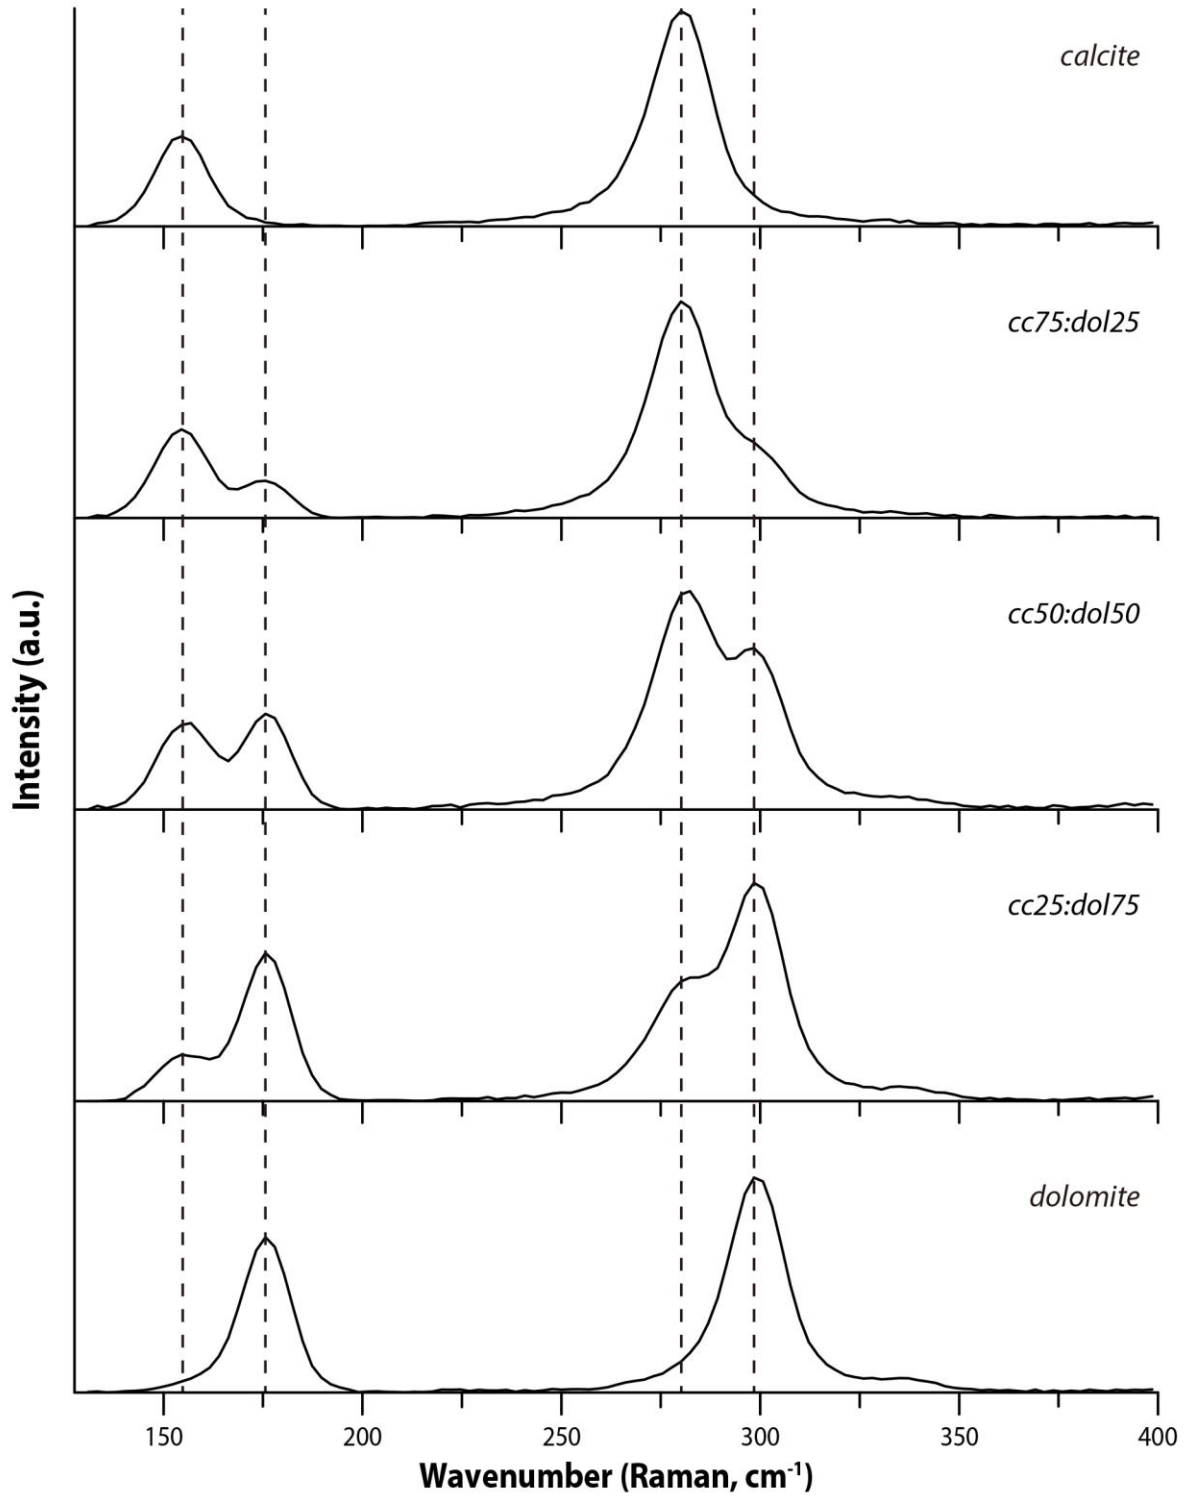 calcite
cc75:dol25
cc50:dol50
cc25:dol75
dolomite
Intensity (a.u.)
150 200 250 300 350 400
Wavenumber (Raman, cm⁻¹)